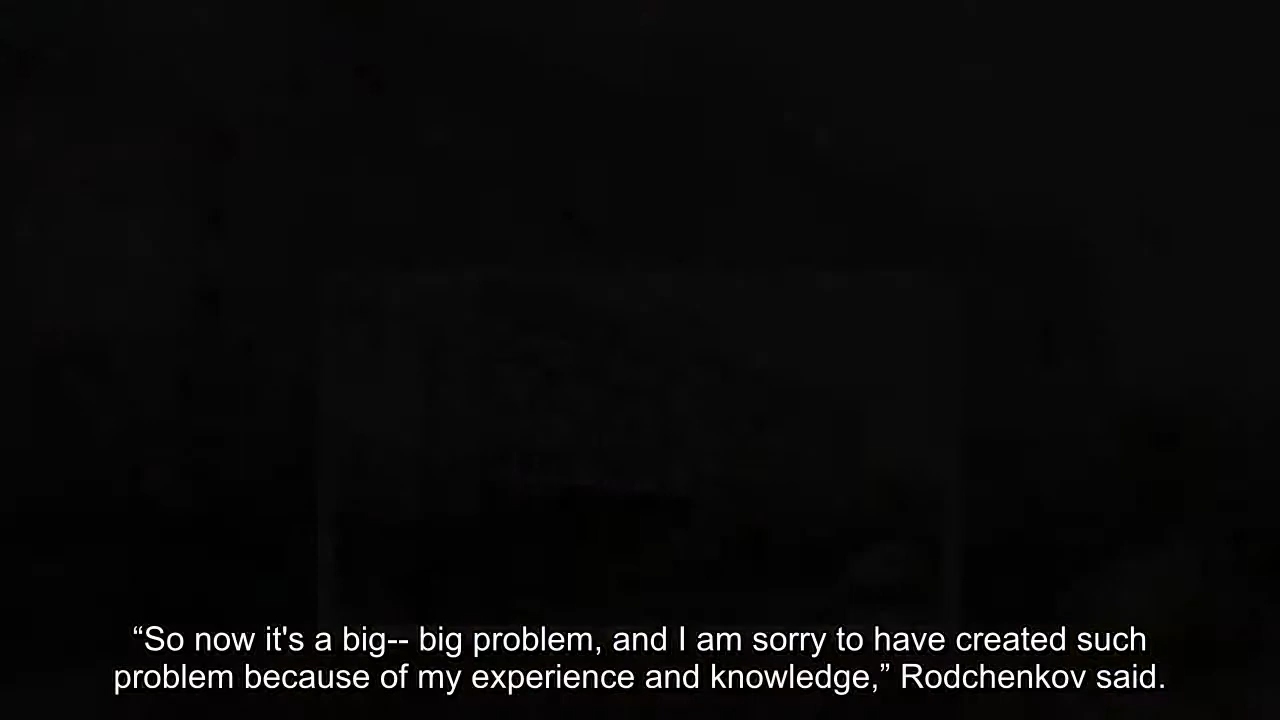 “So now it's a big-- big problem, and I am sorry to have created such
problem because of my experience and knowledge,” Rodchenkov said.